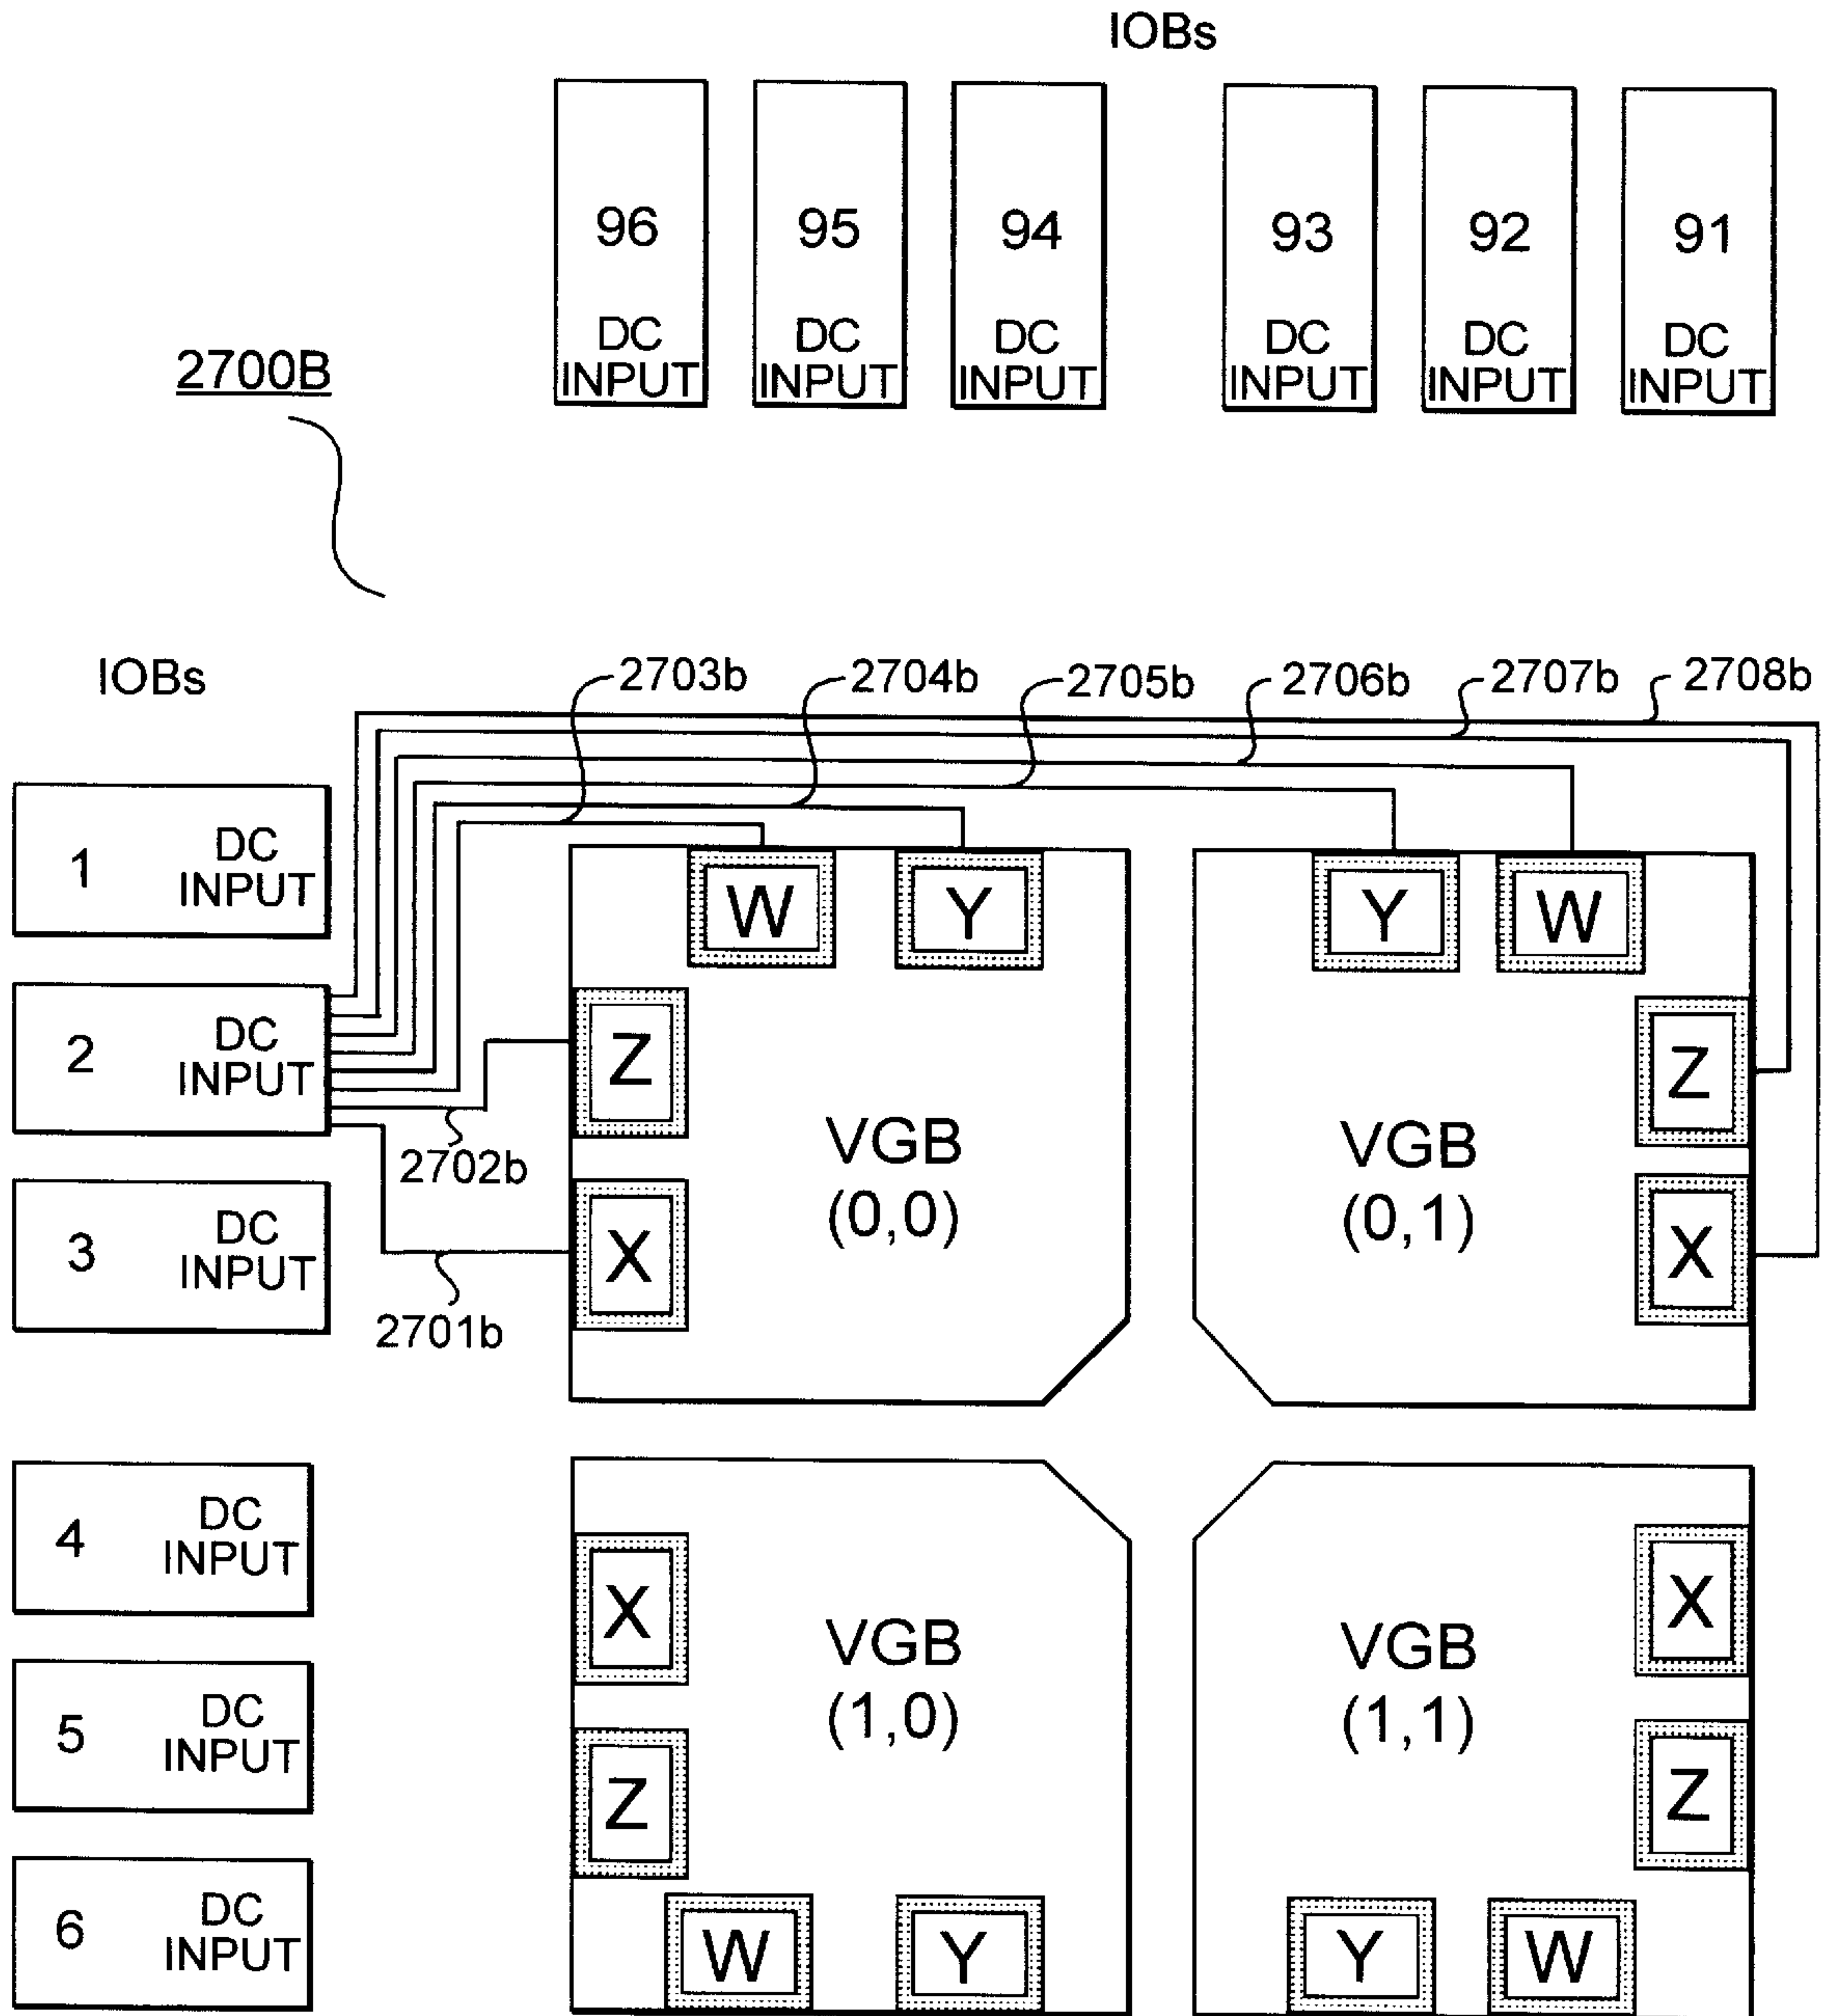 IOBs
96
DC
INPUT
95
DC
INPUT
94
DC
INPUT
93
DC
INPUT
92
DC
INPUT
91
DC
INPUT
2700B
IOBs
2703b
2704b
2705b
2706b
2707b
2708b
1
DC
INPUT
2
DC
INPUT
3
DC
INPUT
2702b
2701b
W
Y
Z
X
VGB
(0,0)
Y
W
Z
X
VGB
(0,1)
4
DC
INPUT
5
DC
INPUT
6
DC
INPUT
X
Z
W
Y
VGB
(1,0)
X
Z
Y
W
VGB
(1,1)